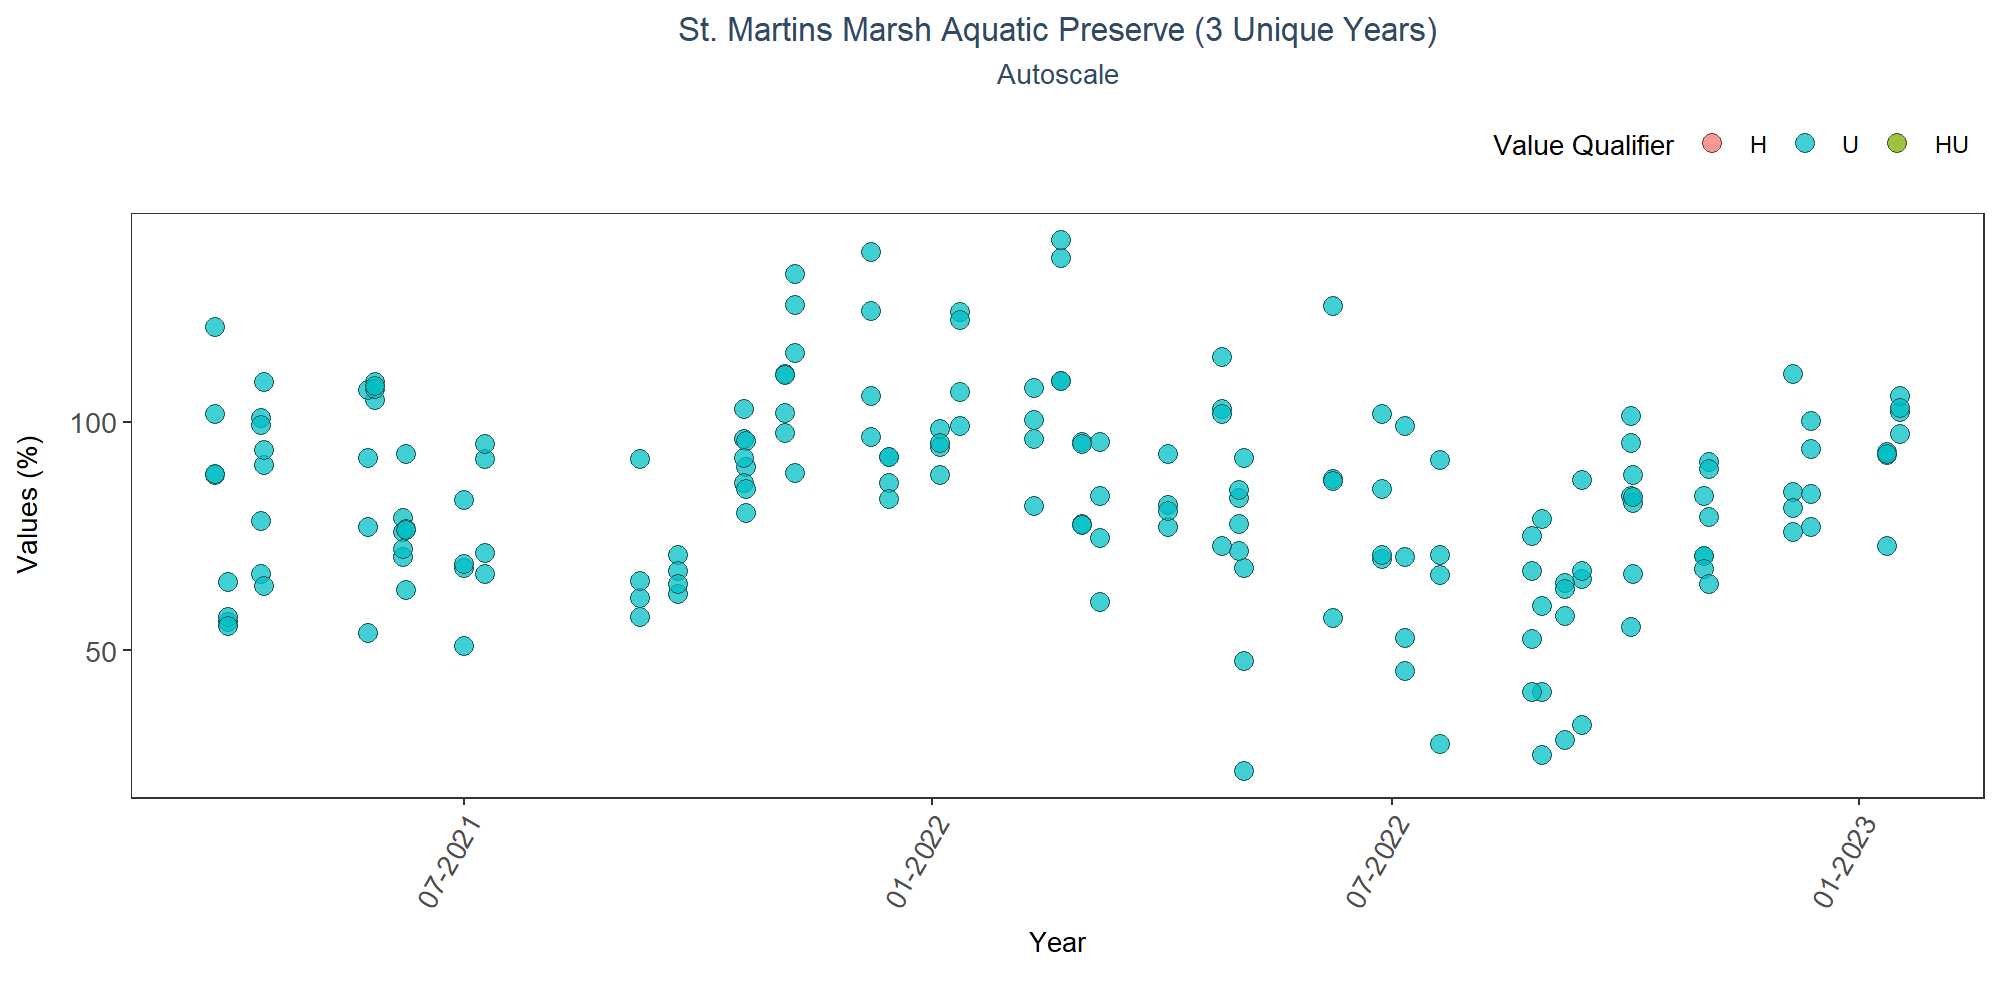 St. Martins Marsh Aquatic Preserve (3 Unique Years)
Autoscale
Value Qualifier H U HU
Values (%)
100
50
07-2021 01-2022 07-2022 01-2023
Year